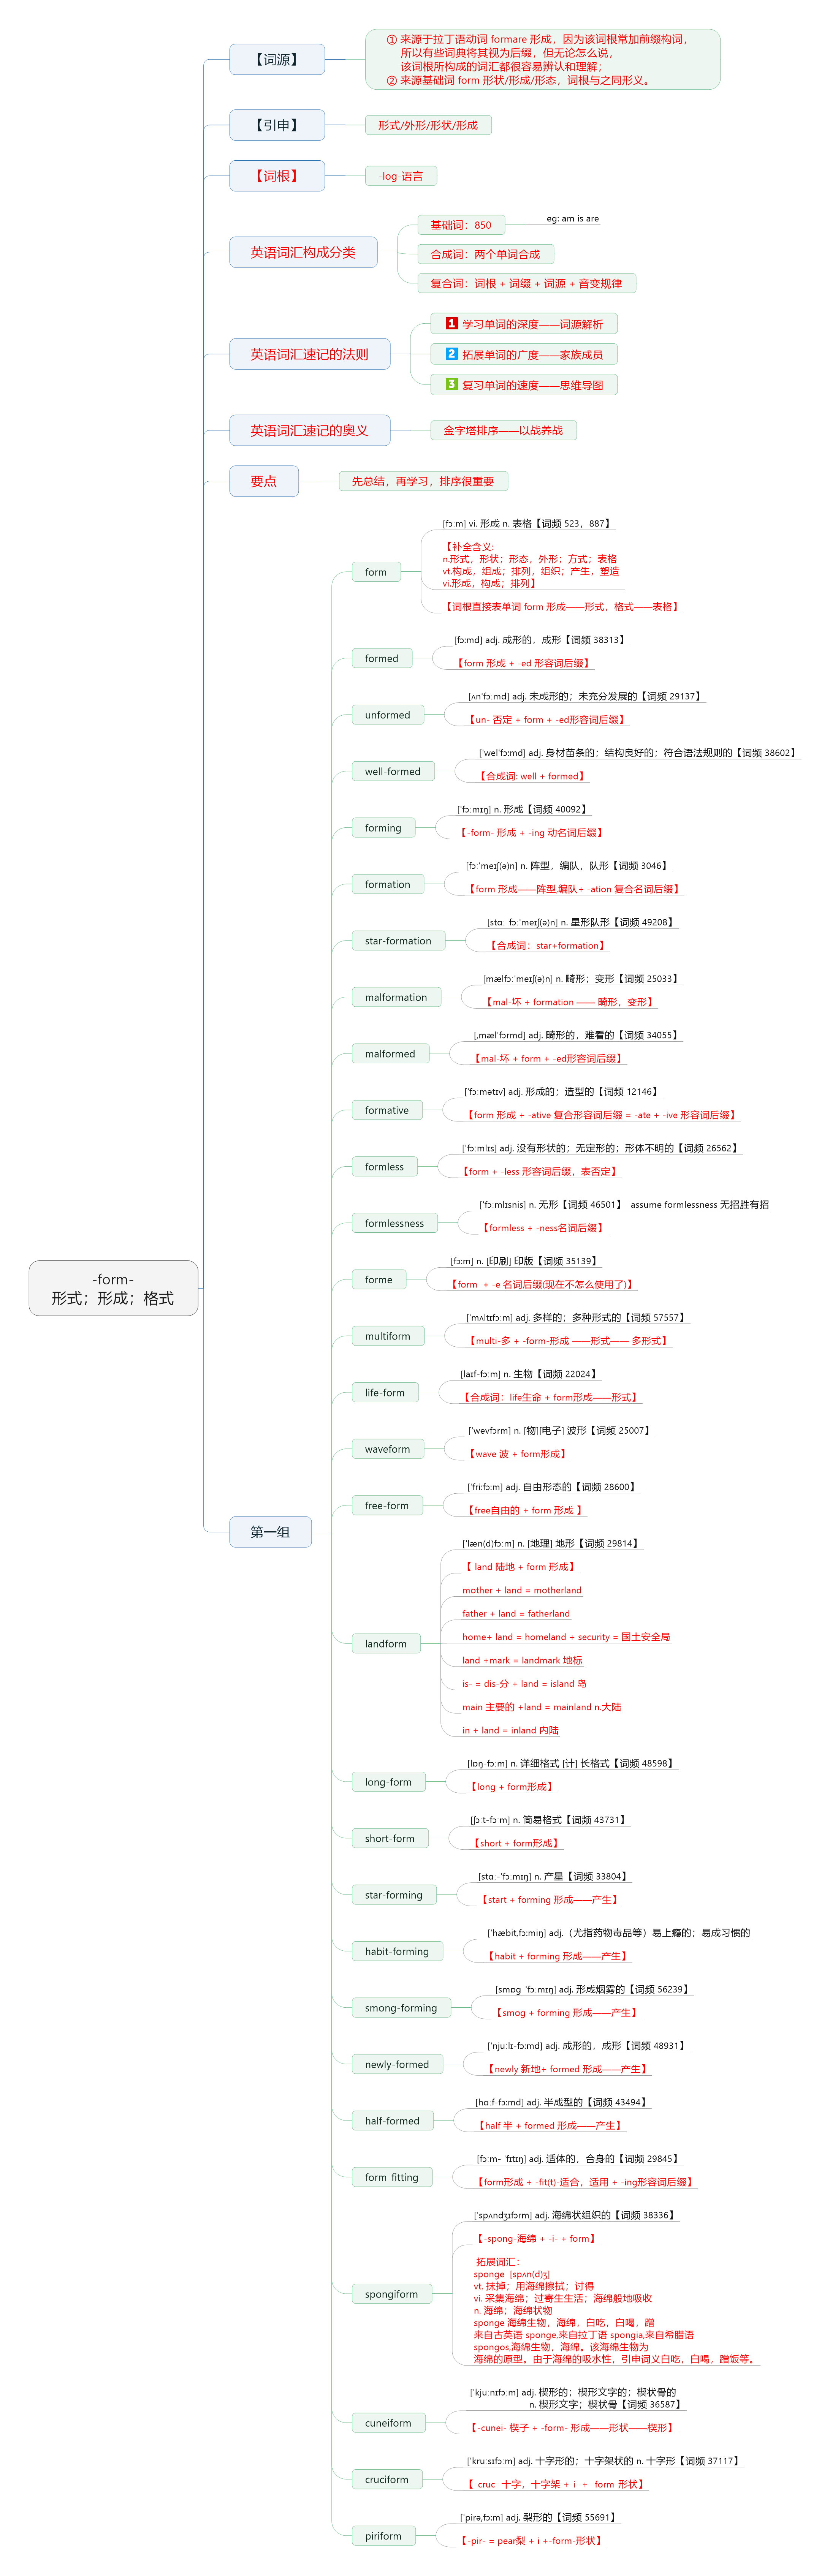 -form-
形式；形成；格式
【词源】
① 来源于拉丁语动词 formare 形成，因为该词根常加前缀构词，
所以有些词典将其视为后缀，但无论怎么说，
该词根所构成的词汇都很容易辨认和理解；
② 来源基础词 form 形状/形成/形态，词根与之同形义。
【引申】
形式/外形/形状/形成
【词根】
-log-语言
英语词汇构成分类
基础词：850
eg: am is are
合成词：两个单词合成
复合词：词根 + 词缀 + 词源 + 音变规律
英语词汇速记的法则
1 学习单词的深度——词源解析
2 拓展单词的广度——家族成员
3 复习单词的速度——思维导图
英语词汇速记的奥义
金字塔排序——以战养战
要点
先总结，再学习，排序很重要
第一组
form
[fɔːm] vi. 形成 n. 表格【词频 523，887】
【补全含义:
n.形式，形状；形态，外形；方式；表格
vt.构成，组成；排列，组织；产生，塑造
vi.形成，构成；排列】
【词根直接表单词 form 形成——形式，格式——表格】
formed
[fɔ:md] adj. 成形的，成形【词频 38313】
【form 形成 + -ed 形容词后缀】
unformed
[ʌn'fɔːmd] adj. 未成形的；未充分发展的【词频 29137】
【un- 否定 + form + -ed形容词后缀】
well-formed
['wel'fɔ:md] adj. 身材苗条的；结构良好的；符合语法规则的【词频 38602】
【合成词: well + formed】
forming
['fɔːmɪŋ] n. 形成【词频 40092】
【 -form- 形成 + -ing 动名词后缀】
formation
[fɔː'meɪʃ(ə)n] n. 阵型，编队，队形【词频 3046】
【form 形成——阵型,编队+ -ation 复合名词后缀】
star-formation
[stɑː-fɔː'meɪʃ(ə)n] n. 星形队形【词频 49208】
【合成词：star+formation】
malformation
[mælfɔː'meɪʃ(ə)n] n. 畸形；变形【词频 25033】
【mal-坏 + formation —— 畸形，变形】
malformed
[,mæl'fɔrmd] adj. 畸形的，难看的【词频 34055】
【mal-坏 + form + -ed形容词后缀】
formative
['fɔːmətɪv] adj. 形成的；造型的【词频 12146】
【form 形成 + -ative 复合形容词后缀 = -ate + -ive 形容词后缀】
formless
['fɔːmlɪs] adj. 没有形状的；无定形的；形体不明的【词频 26562】
【form + -less 形容词后缀，表否定】
formlessness
['fɔːmlɪsnis] n. 无形【词频 46501】 assume formlessness 无招胜有招
【formless + -ness名词后缀】
forme
[fɔ:m] n. [印刷] 印版【词频 35139】
【form + -e 名词后缀(现在不怎么使用了)】
multiform
['mʌltɪfɔːm] adj. 多样的；多种形式的【词频 57557】
【multi-多 + -form-形成 ——形式—— 多形式】
life-form
[laɪf-fɔːm] n. 生物【词频 22024】
【合成词：life生命 + form形成——形式】
waveform
['wevfɔrm] n. [物][电子] 波形【词频 25007】
【wave 波 + form形成】
free-form
['fri:fɔ:m] adj. 自由形态的【词频 28600】
【free自由的 + form 形成 】
landform
['læn(d)fɔːm] n. [地理] 地形【词频 29814】
【 land 陆地 + form 形成】
mother + land = motherland
father + land = fatherland
home+ land = homeland + security = 国土安全局
land +mark = landmark 地标
is- = dis-分 + land = island 岛
main 主要的 +land = mainland n.大陆
in + land = inland 内陆
long-form
[lɒŋ-fɔːm] n. 详细格式 [计] 长格式【词频 48598】
【long + form形成】
short-form
[ʃɔːt-fɔːm] n. 简易格式【词频 43731】
【short + form形成】
star-forming
[stɑː-'fɔːmɪŋ] n. 产星【词频 33804】
【start + forming 形成——产生】
habit-forming
['hæbit,fɔ:miŋ] adj.（尤指药物毒品等）易上瘾的；易成习惯的
【habit + forming 形成——产生】
smong-forming
[smɒg-'fɔːmɪŋ] adj. 形成烟雾的【词频 56239】
【smog + forming 形成——产生】
newly-formed
['njuːlɪ-fɔ:md] adj. 成形的，成形【词频 48931】
【newly 新地+ formed 形成——产生】
half-formed
[hɑːf-fɔ:md] adj. 半成型的【词频 43494】
【half 半 + formed 形成——产生】
form-fitting
[fɔːm- 'fɪtɪŋ] adj. 适体的，合身的【词频 29845】
【form形成 + -fit(t)-适合，适用 + -ing形容词后缀】
spongiform
['spʌndʒɪfɔrm] adj. 海绵状组织的【词频 38336】
【-spong-海绵 + -i- + form】
拓展词汇：
sponge [spʌn(d)ʒ]
vt. 抹掉；用海绵擦拭；讨得
vi. 采集海绵；过寄生生活；海绵般地吸收
n. 海绵；海绵状物
sponge 海绵生物，海绵，白吃，白喝，蹭
来自古英语 sponge,来自拉丁语 spongia,来自希腊语
spongos,海绵生物，海绵。该海绵生物为
海绵的原型。由于海绵的吸水性，引申词义白吃，白喝，蹭饭等。
cuneiform
['kjuːnɪfɔːm] adj. 楔形的；楔形文字的；楔状骨的
n. 楔形文字；楔状骨【词频 36587】
【-cunei- 楔子 + -form- 形成——形状——楔形】
cruciform
['kruːsɪfɔːm] adj. 十字形的；十字架状的 n. 十字形【词频 37117】
【-cruc- 十字，十字架 +-i- + -form-形状】
piriform
['pirə,fɔ:m] adj. 梨形的【词频 55691】
【-pir- = pear梨 + i +-form-形状】